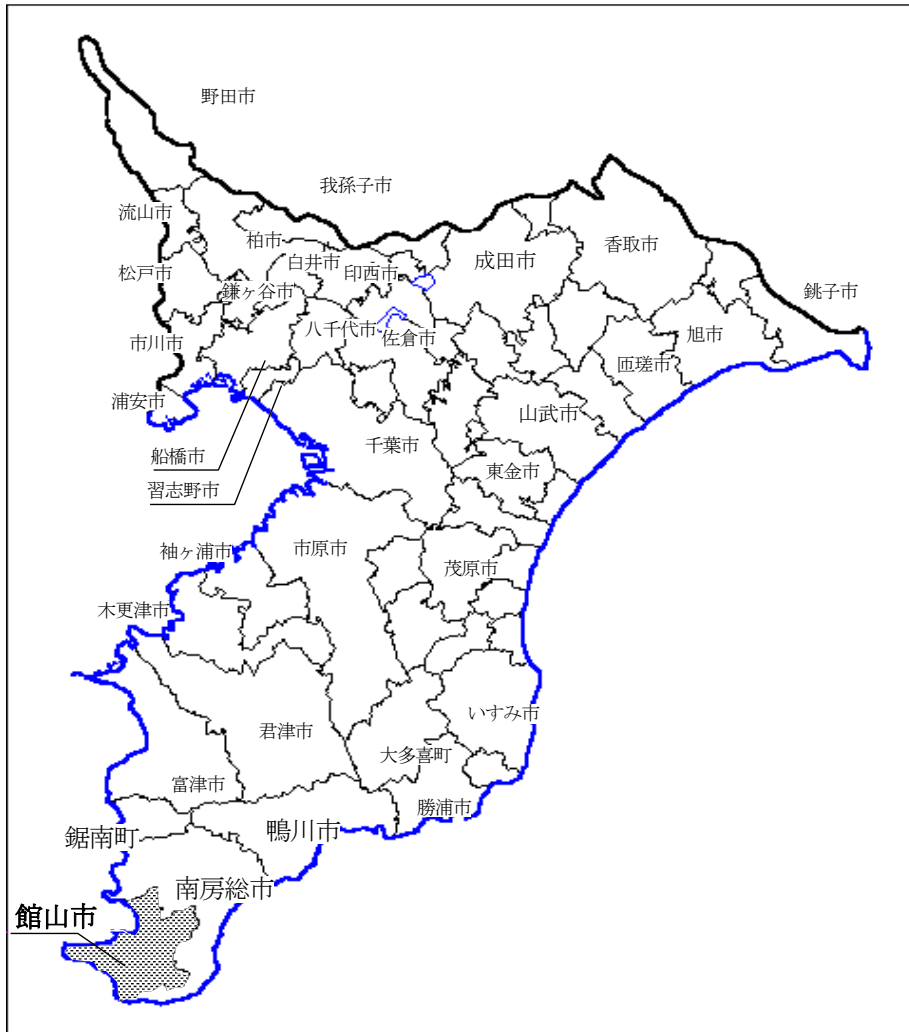 野田市
我孫子市
流山市
柏市
香取市
白井市
成田市
松戸市
印西市
鎌ヶ谷市
銚子市
八千代市
旭市
市川市
佐倉市
匝瑳市
浦安市
山武市
千葉市
船橋市
東金市
習志野市
市原市
袖ヶ浦市
茂原市
木更津市
いすみ市
君津市
大多喜町
富津市
勝浦市
鋸南町
鴨川市
南房総市
館山市